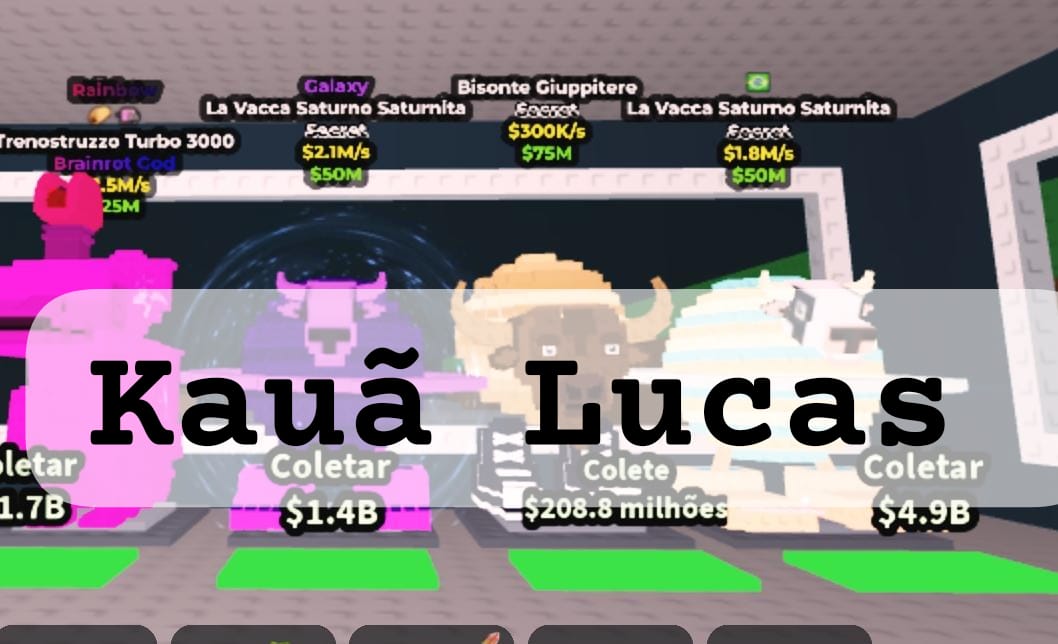 Rainbow
Trenostruzzo Turbo 3000
Brainrot God
.5M/s
25M
Galaxy
La Vacca Saturno Saturnita
Secret
$2.1M/s
$50M
Bisonte Giuppitere
Secret
$300K/s
$75M
La Vacca Saturno Saturnita
Secret
$1.8M/s
$50M
Kauã Lucas
oletar
1.7B
Coletar
$1.4B
Colete
$208.8 milhões
Coletar
$4.9B